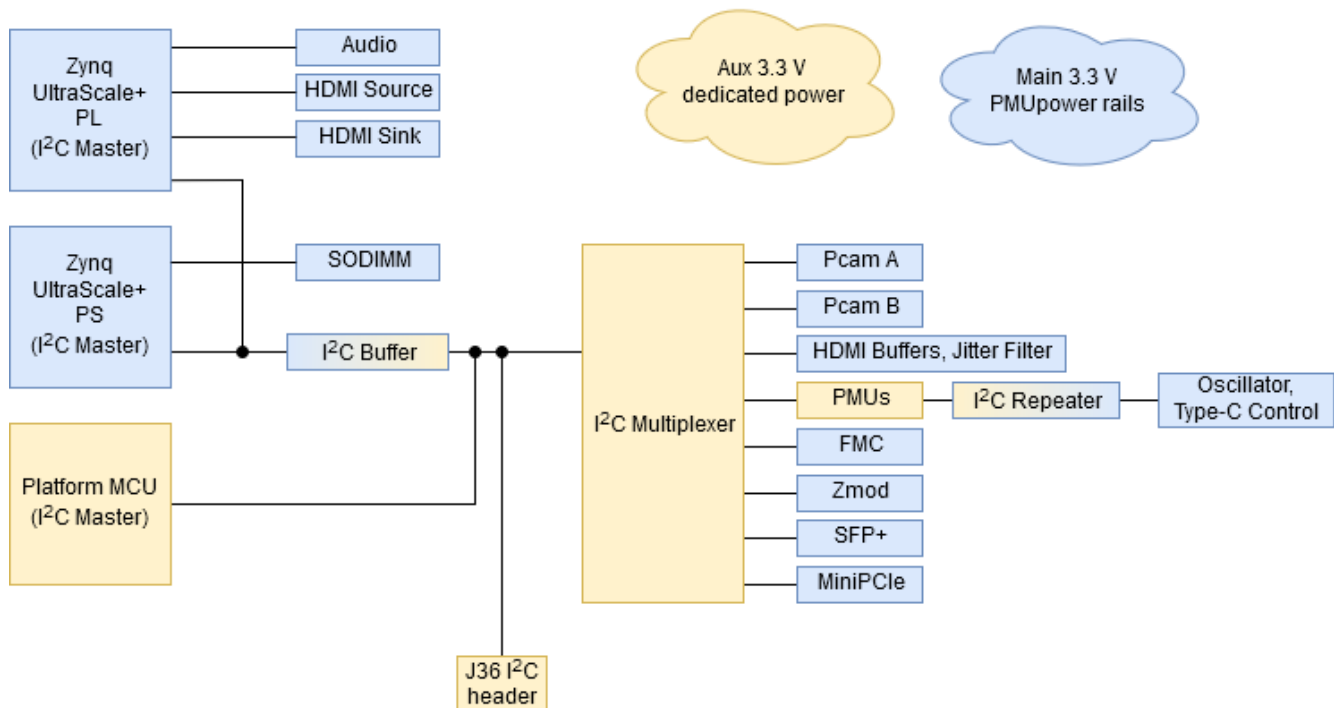 Zynq
UltraScale+
PL
(I²C Master)
Audio
HDMI Source
HDMI Sink
Aux 3.3 V
dedicated power
Main 3.3 V
PMUpower rails
Zynq
UltraScale+
PS
(I²C Master)
SODIMM
I²C Buffer
Platform MCU
(I²C Master)
J36 I²C
header
I²C Multiplexer
Pcam A
Pcam B
HDMI Buffers, Jitter Filter
PMUs
I²C Repeater
Oscillator,
Type-C Control
FMC
Zmod
SFP+
MiniPCIe